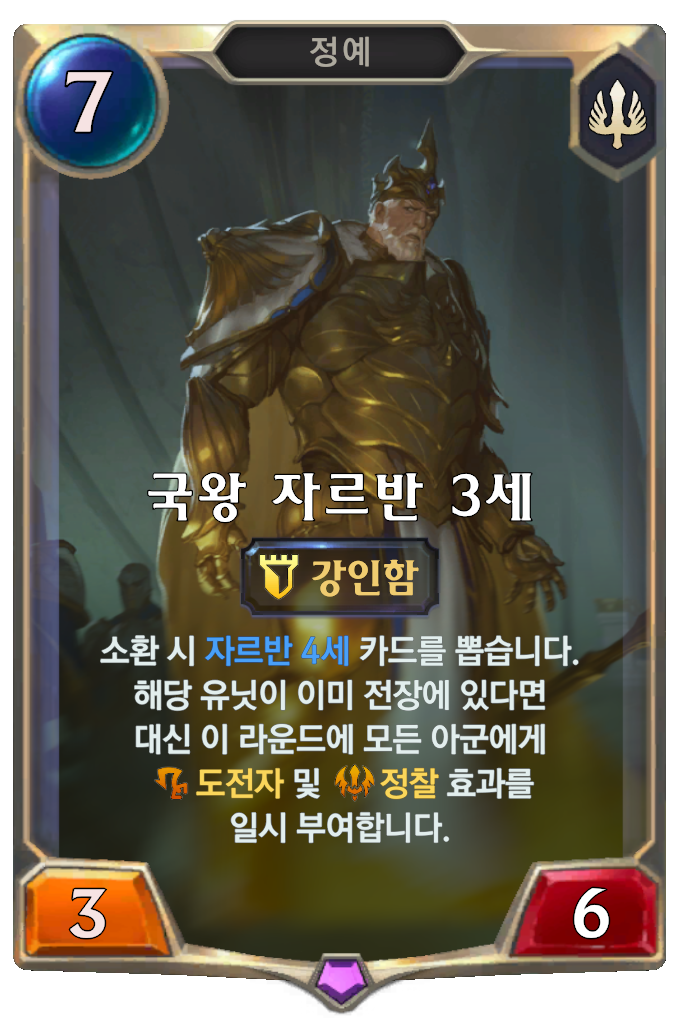 정예
7
국왕 자르반 3세
강인함
소환 시 자르반 4세 카드를 뽑습니다.
해당 유닛이 이미 전장에 있다면
대신 이 라운드에 모든 아군에게
도전자 및 정찰 효과를
일시 부여합니다.
3
6